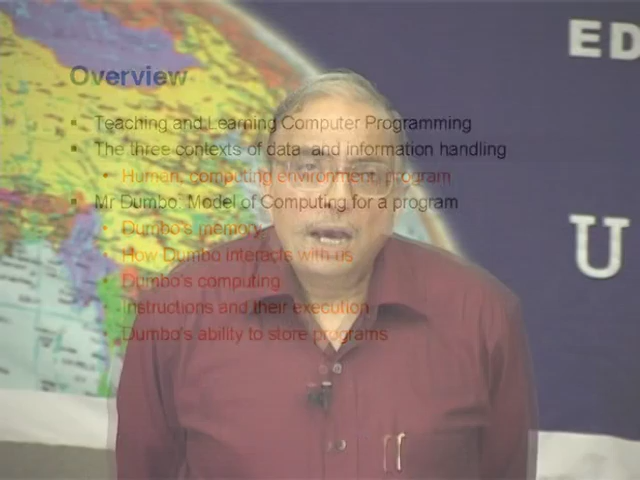 ED
U
Overview
Teaching and Learning Computer Programming
The three contexts of data and information handling
Human, computing environment, program
Mr Dumbo: Model of Computing for a program
Dumbo's memory
How Dumbo interacts with us
Dumbo's computing
Instructions and their execution
Dumbo's ability to store programs